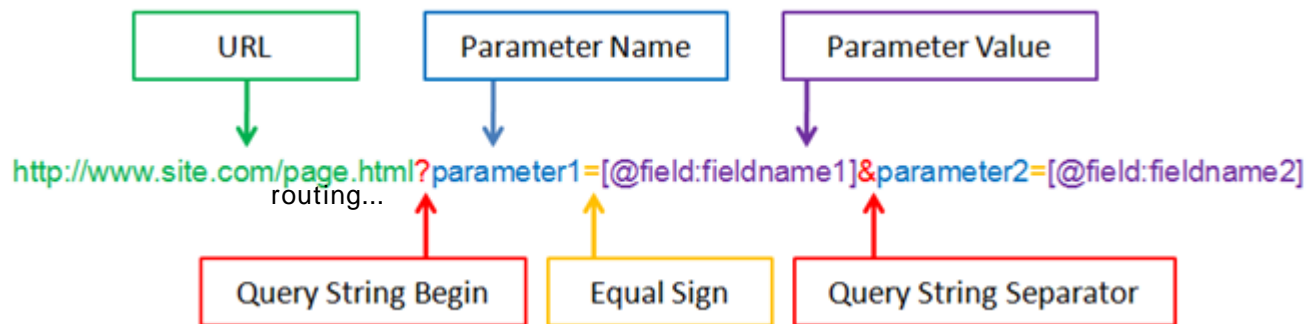 URL Parameter Name Parameter Value
http://www.site.com/page.html?parameter1=[@field:fieldname1]&parameter2=[@field:fieldname2]
routing...
Query String Begin Equal Sign Query String Separator